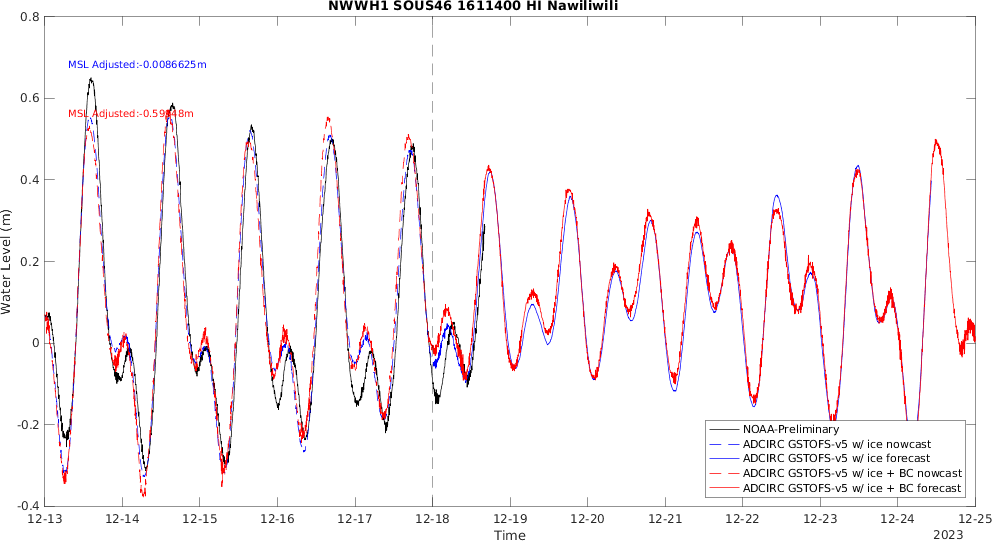 NWWH1 SOUS46 1611400 HI Nawiliwili
0.8
0.6
0.4
0.2
0
-0.2
-0.4
Water Level (m)
MSL Adjusted:-0.0086625m
MSL
NOAA-Preliminary
ADCIRC GSTOFS-v5 w/ ice nowcast
ADCIRC GSTOFS-v5 w/ ice forecast
ADCIRC GSTOFS-v5 w/ ice + BC nowcast
ADCIRC GSTOFS-v5 w/ ice + BC forecast
12-13 12-14 12-15 12-16 12-17 12-18 12-19 12-20 12-21 12-22 12-23 12-24 12-25
Time
2023